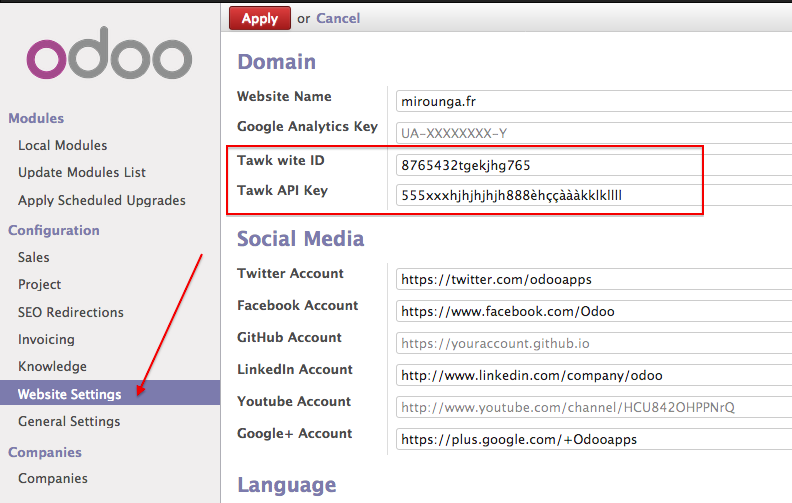 odoo
Modules
Local Modules
Update Modules List
Apply Scheduled Upgrades
Configuration
Sales
Project
SEO Redirections
Invoicing
Knowledge
Website Settings
General Settings
Companies
Companies
Apply or Cancel
Domain
Website Name mirounga.fr
Google Analytics Key UA-XXXXXXXX-Y
Tawk wite ID 8765432tgekjhg765
Tawk API Key 555xxxhjhjhjhjh888èhççàààkklkllll
Social Media
Twitter Account https://twitter.com/odooapps
Facebook Account https://www.facebook.com/Odoo
GitHub Account https://youraccount.github.io
LinkedIn Account http://www.linkedin.com/company/odoo
Youtube Account http://www.youtube.com/channel/HCU842OHPPNrQ
Google+ Account https://plus.google.com/+Odooapps
Language